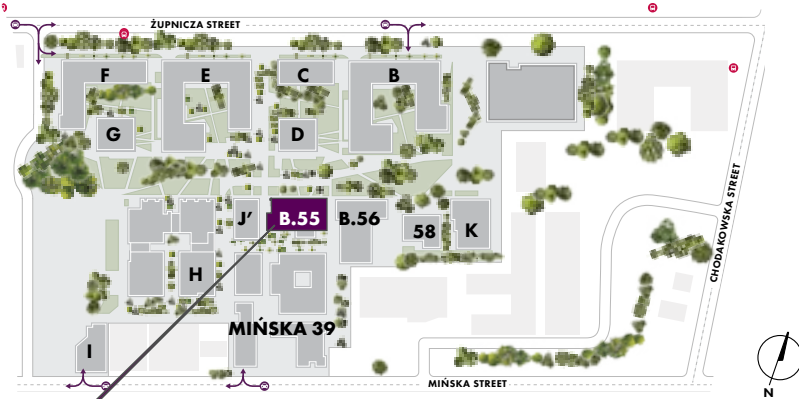 ŻUPNICZA STREET
F
E
C
B
G
D
J’
B.55
B.56
58
K
H
MIŃSKA 39
I
CHODAKOWSKA STREET
MIŃSKA STREET
N